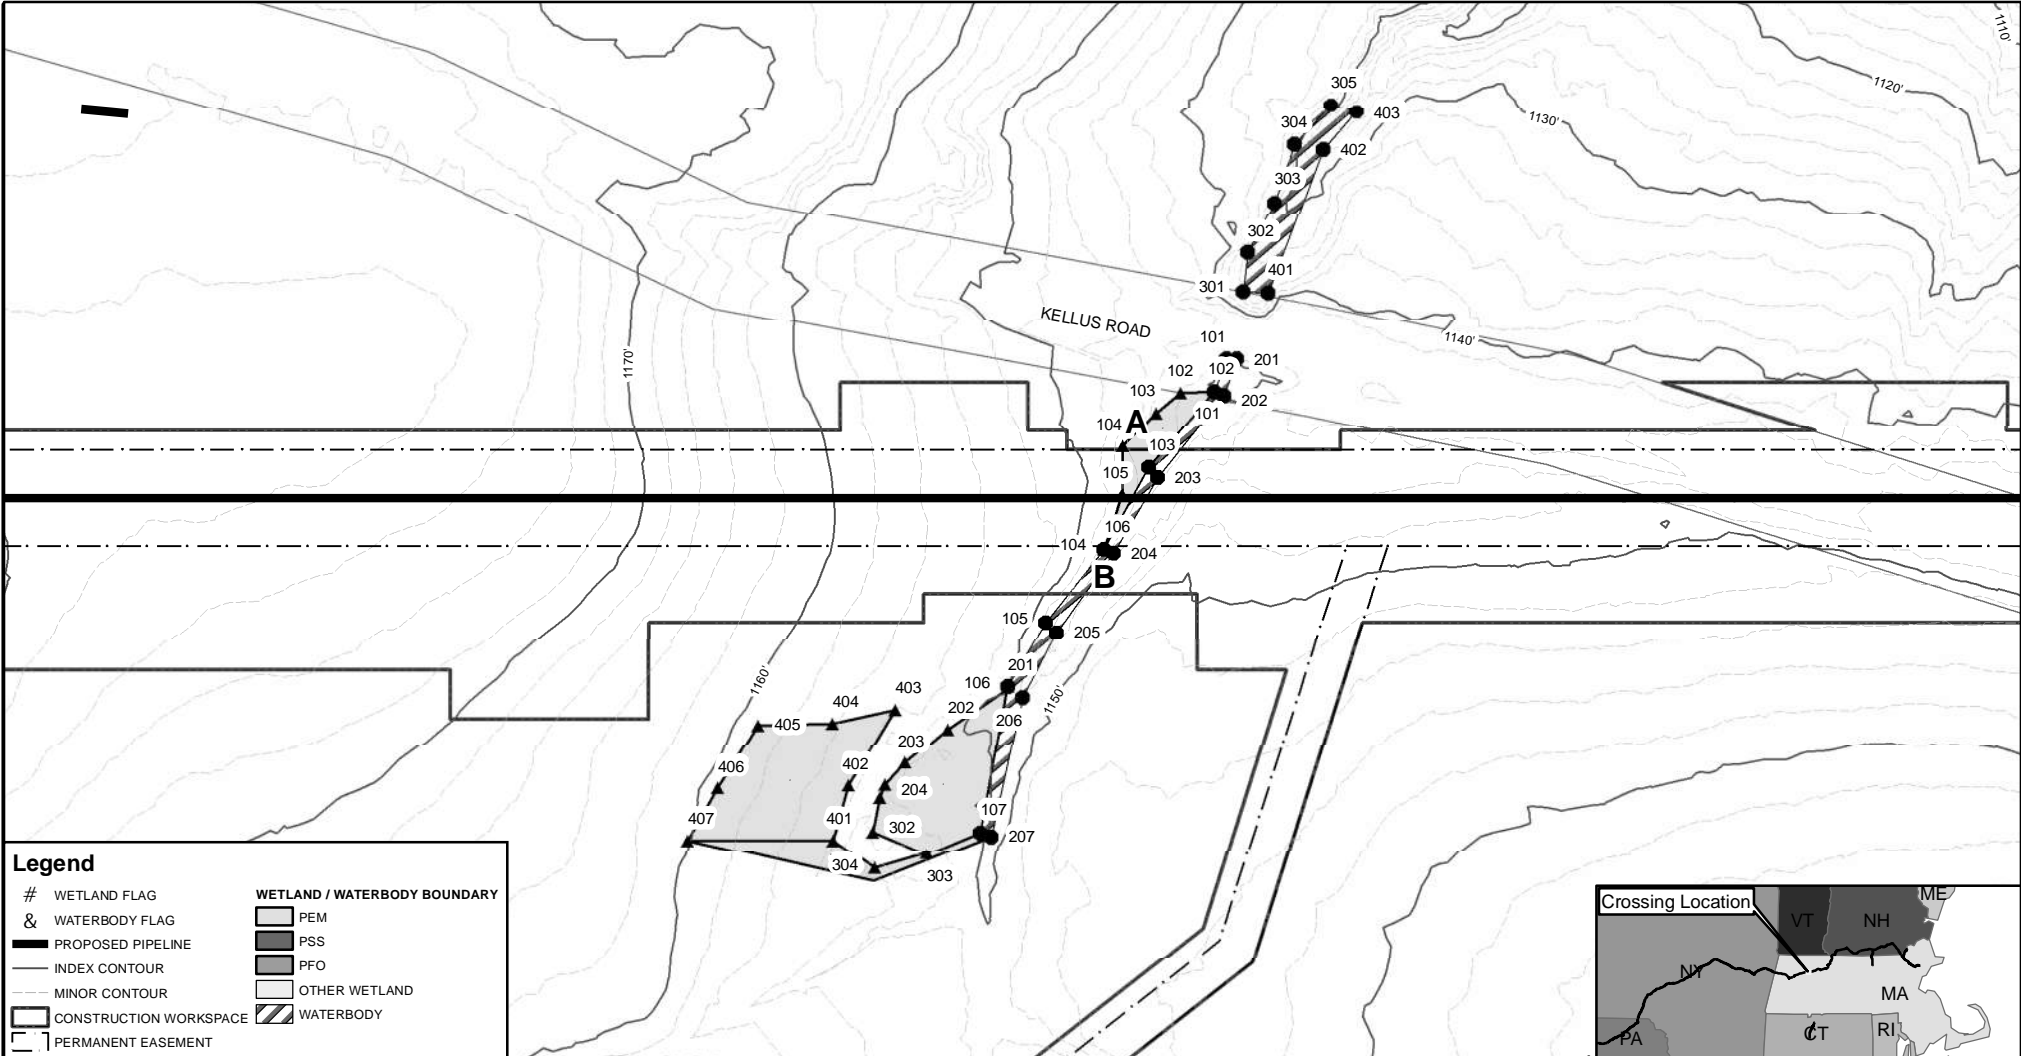 1110'
1120'
305
403
304
1130'
402
303
302
401
301
KELLUS ROAD
1140'
101
201
102
102
1170'
103
202
101
104
A
103
105
203
106
104
204
B
105
205
201
106
1160'
403
202
1150'
404
206
405
203
402
406
204
107
407
401
302
207
304
303
Legend
# WETLAND FLAG
& WATERBODY FLAG
PROPOSED PIPELINE
INDEX CONTOUR
MINOR CONTOUR
CONSTRUCTION WORKSPACE
PERMANENT EASEMENT
WETLAND / WATERBODY BOUNDARY
PEM
PSS
PFO
OTHER WETLAND
WATERBODY
Crossing Location
ME
VT
NH
NY
MA
CT
RI
PA